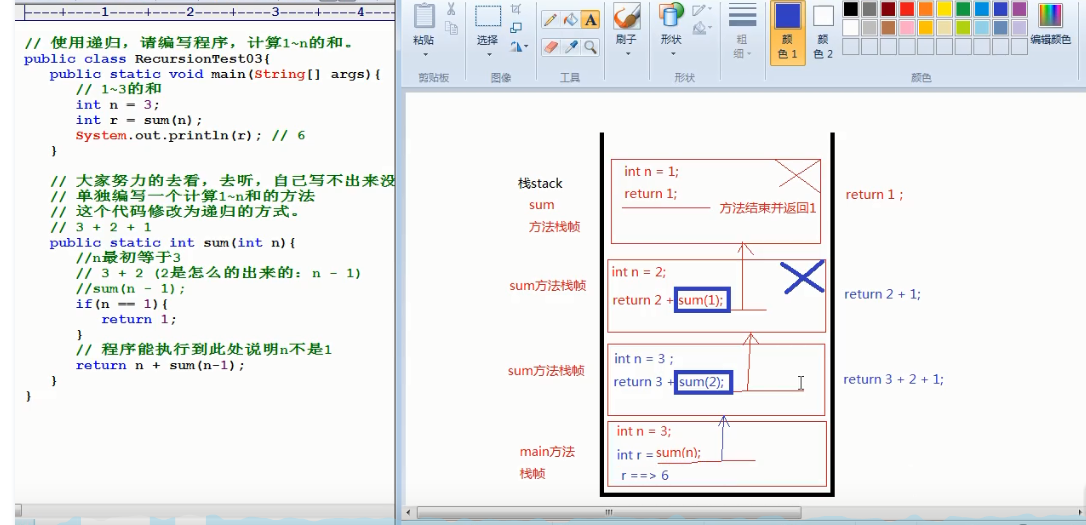 ----+----1----+----2----+----3----+----4
// 使用递归，请编写程序，计算1~n的和。
public class RecursionTest03{
public static void main(String[] args){
// 1~3的和
int n = 3;
int r = sum(n);
System.out.println(r); // 6
}
// 大家努力的去看，去听，自己写不出来没
// 单独编写一个计算1~n和的方法
// 这个代码修改为递归的方式。
// 3 + 2 + 1
public static int sum(int n){
//n最初等于3
// 3 + 2 (2是怎么的出来的: n - 1)
//sum(n - 1);
if(n == 1){
return 1;
}
// 程序能执行到此处说明n不是1
return n + sum(n-1);
}
}
粘贴
选择
刷子
形状
粗细
颜色 1
颜色 2
编辑颜色
剪贴板
图像
工具
形状
颜色
A
栈stack
sum
方法栈帧
int n = 1;
return 1;
方法结束并返回1
return 1 ;
sum方法栈帧
int n = 2;
return 2 + sum(1);
return 2 + 1;
sum方法栈帧
int n = 3 ;
return 3 + sum(2);
return 3 + 2 + 1;
main方法
栈帧
int n = 3;
int r = sum(n);
r ==> 6